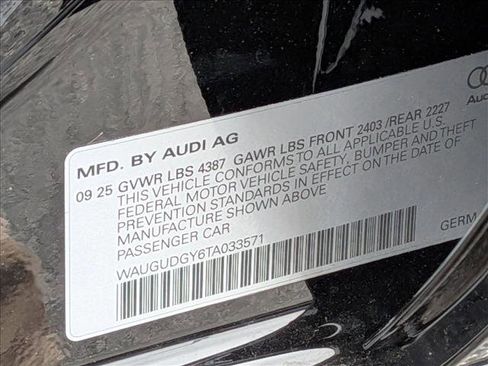 Audi
MFD. BY AUDI AG
09 25 GVWR LBS 4387 GAWR LBS FRONT 2403 /REAR 2227
THIS VEHICLE CONFORMS TO ALL APPLICABLE U.S.
FEDERAL MOTOR VEHICLE SAFETY, BUMPER AND THEFT
PREVENTION STANDARDS IN EFFECT ON THE DATE OF
MANUFACTURE SHOWN ABOVE
PASSENGER CAR
GERM
WAUGUDGY6TA033571